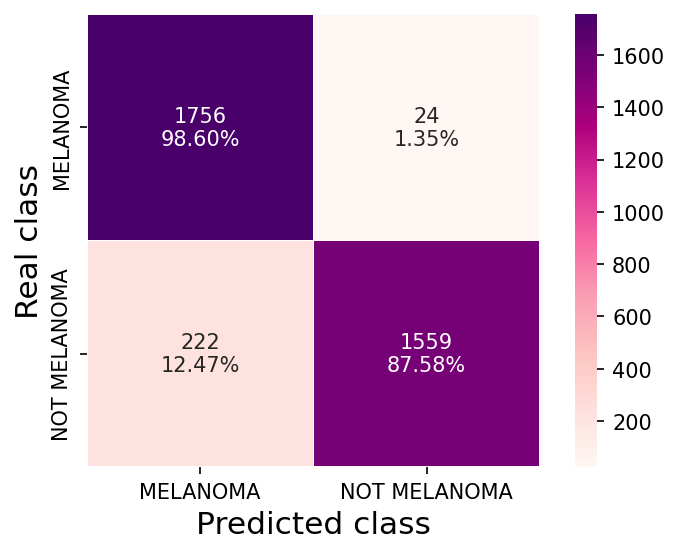 MELANOMA
NOT MELANOMA
Real class
1756
98.60%
24
1.35%
222
12.47%
1559
87.58%
MELANOMA
NOT MELANOMA
Predicted class
1600
1400
1200
1000
800
600
400
200